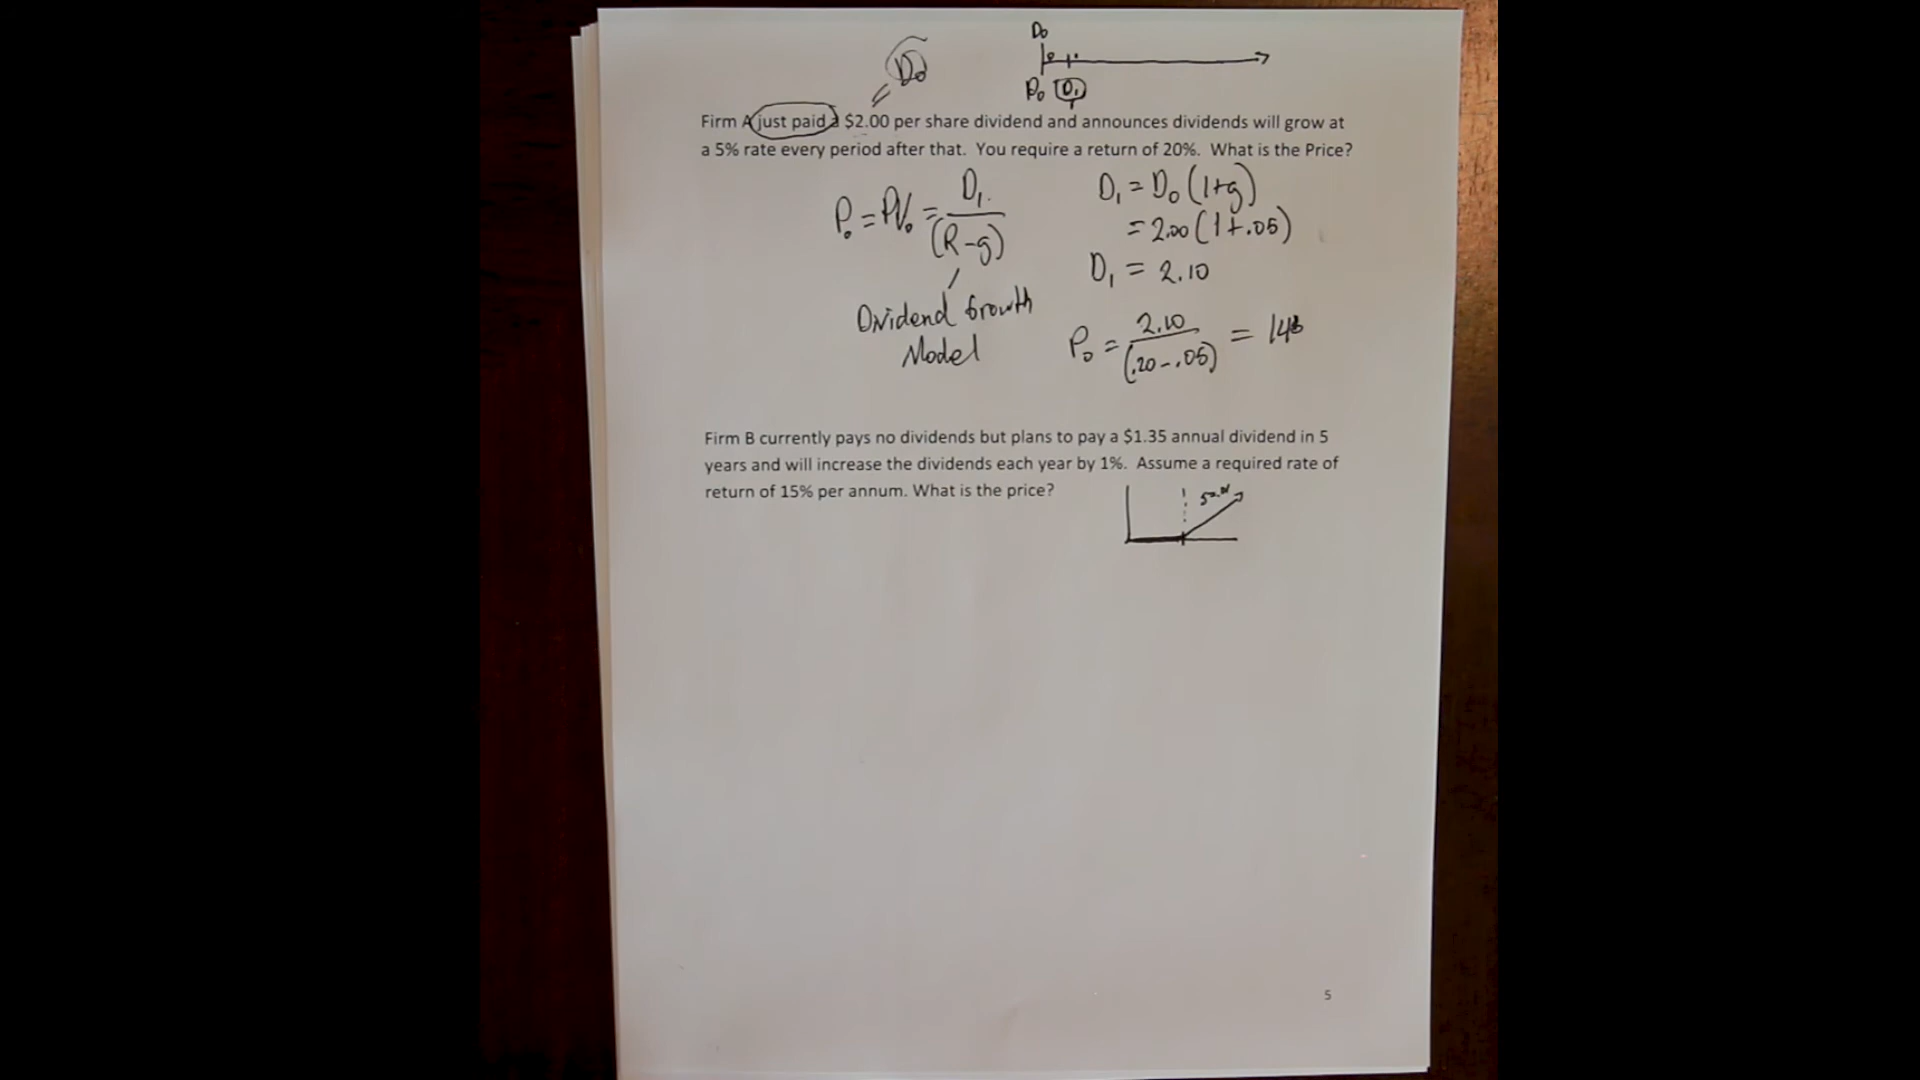 D₀
D₀
P₀ D₁
Firm A just paid a $2.00 per share dividend and announces dividends will grow at
a 5% rate every period after that. You require a return of 20%. What is the Price?
P₀ = PV₀ = D₁ / (R-g)
D₁ = D₀ (1+g)
= 2.00 (1+.05)
D₁ = 2.10
Dividend Growth
Model
P₀ = 2.10 / (.20-.05) = 14
Firm B currently pays no dividends but plans to pay a $1.35 annual dividend in 5
years and will increase the dividends each year by 1%. Assume a required rate of
return of 15% per annum. What is the price?
5